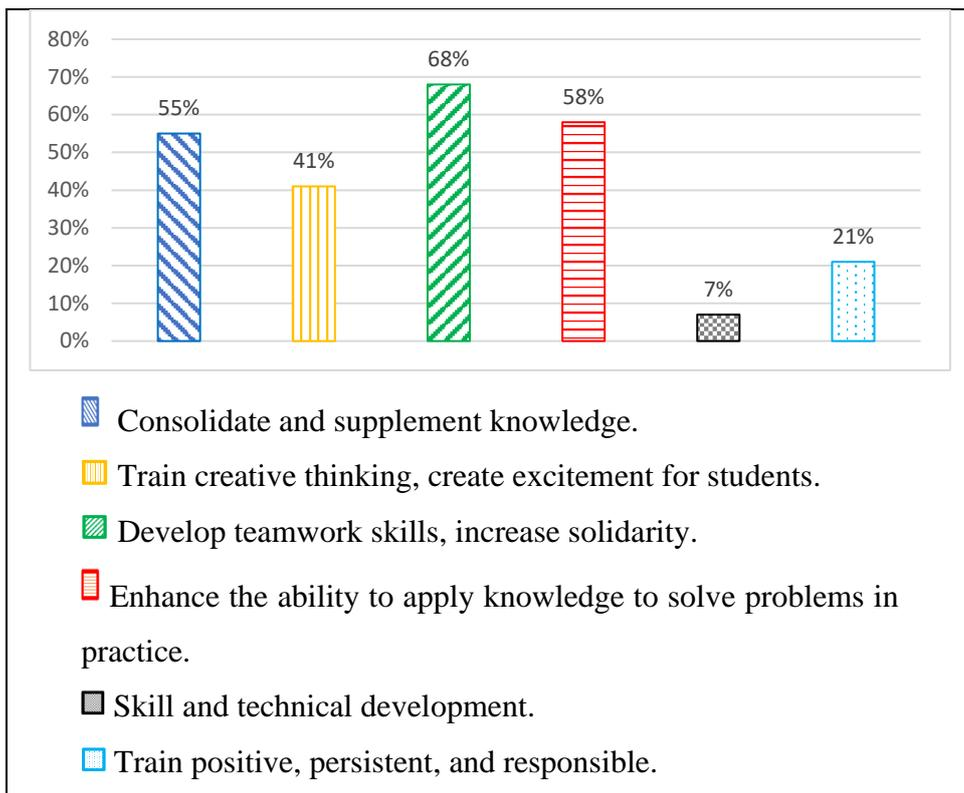 80%
68%
70%
58%
55%
60%
50%
41%
40%
30%
21%
20%
7%
10%
0%
Consolidate and supplement knowledge.
Train creative thinking, create excitement for students.
Develop teamwork skills, increase solidarity.
Enhance the ability to apply knowledge to solve problems in
practice.
Skill and technical development.
Train positive, persistent, and responsible.